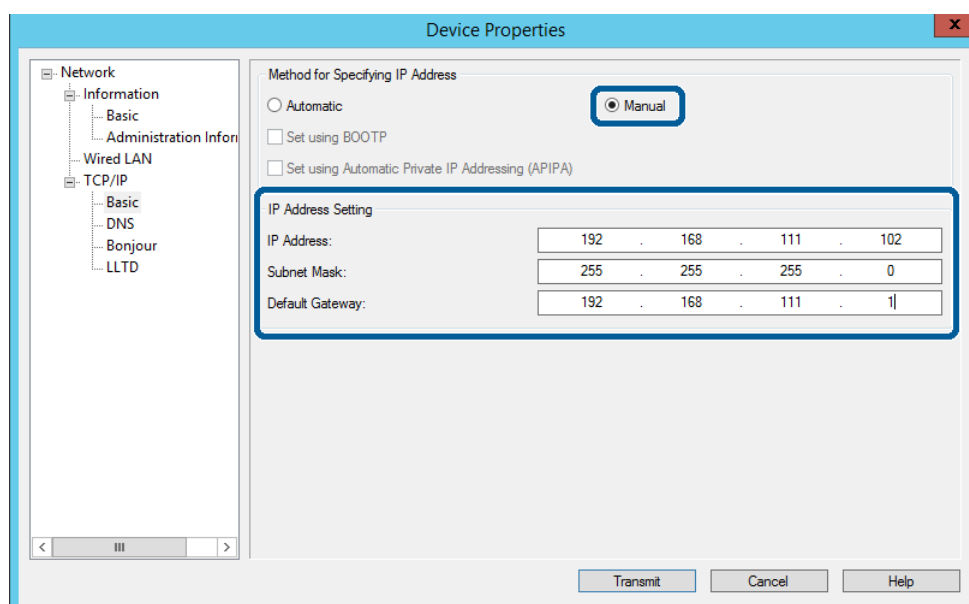 Device Properties
x
Network
Information
Basic
Administration Infor
Wired LAN
TCP/IP
Basic
DNS
Bonjour
LLTD
Method for Specifying IP Address
Automatic
Manual
Set using BOOTP
Set using Automatic Private IP Addressing (APIPA)
IP Address Setting
IP Address: 192 . 168 . 111 . 102
Subnet Mask: 255 . 255 . 255 . 0
Default Gateway: 192 . 168 . 111 . 1
Transmit Cancel Help